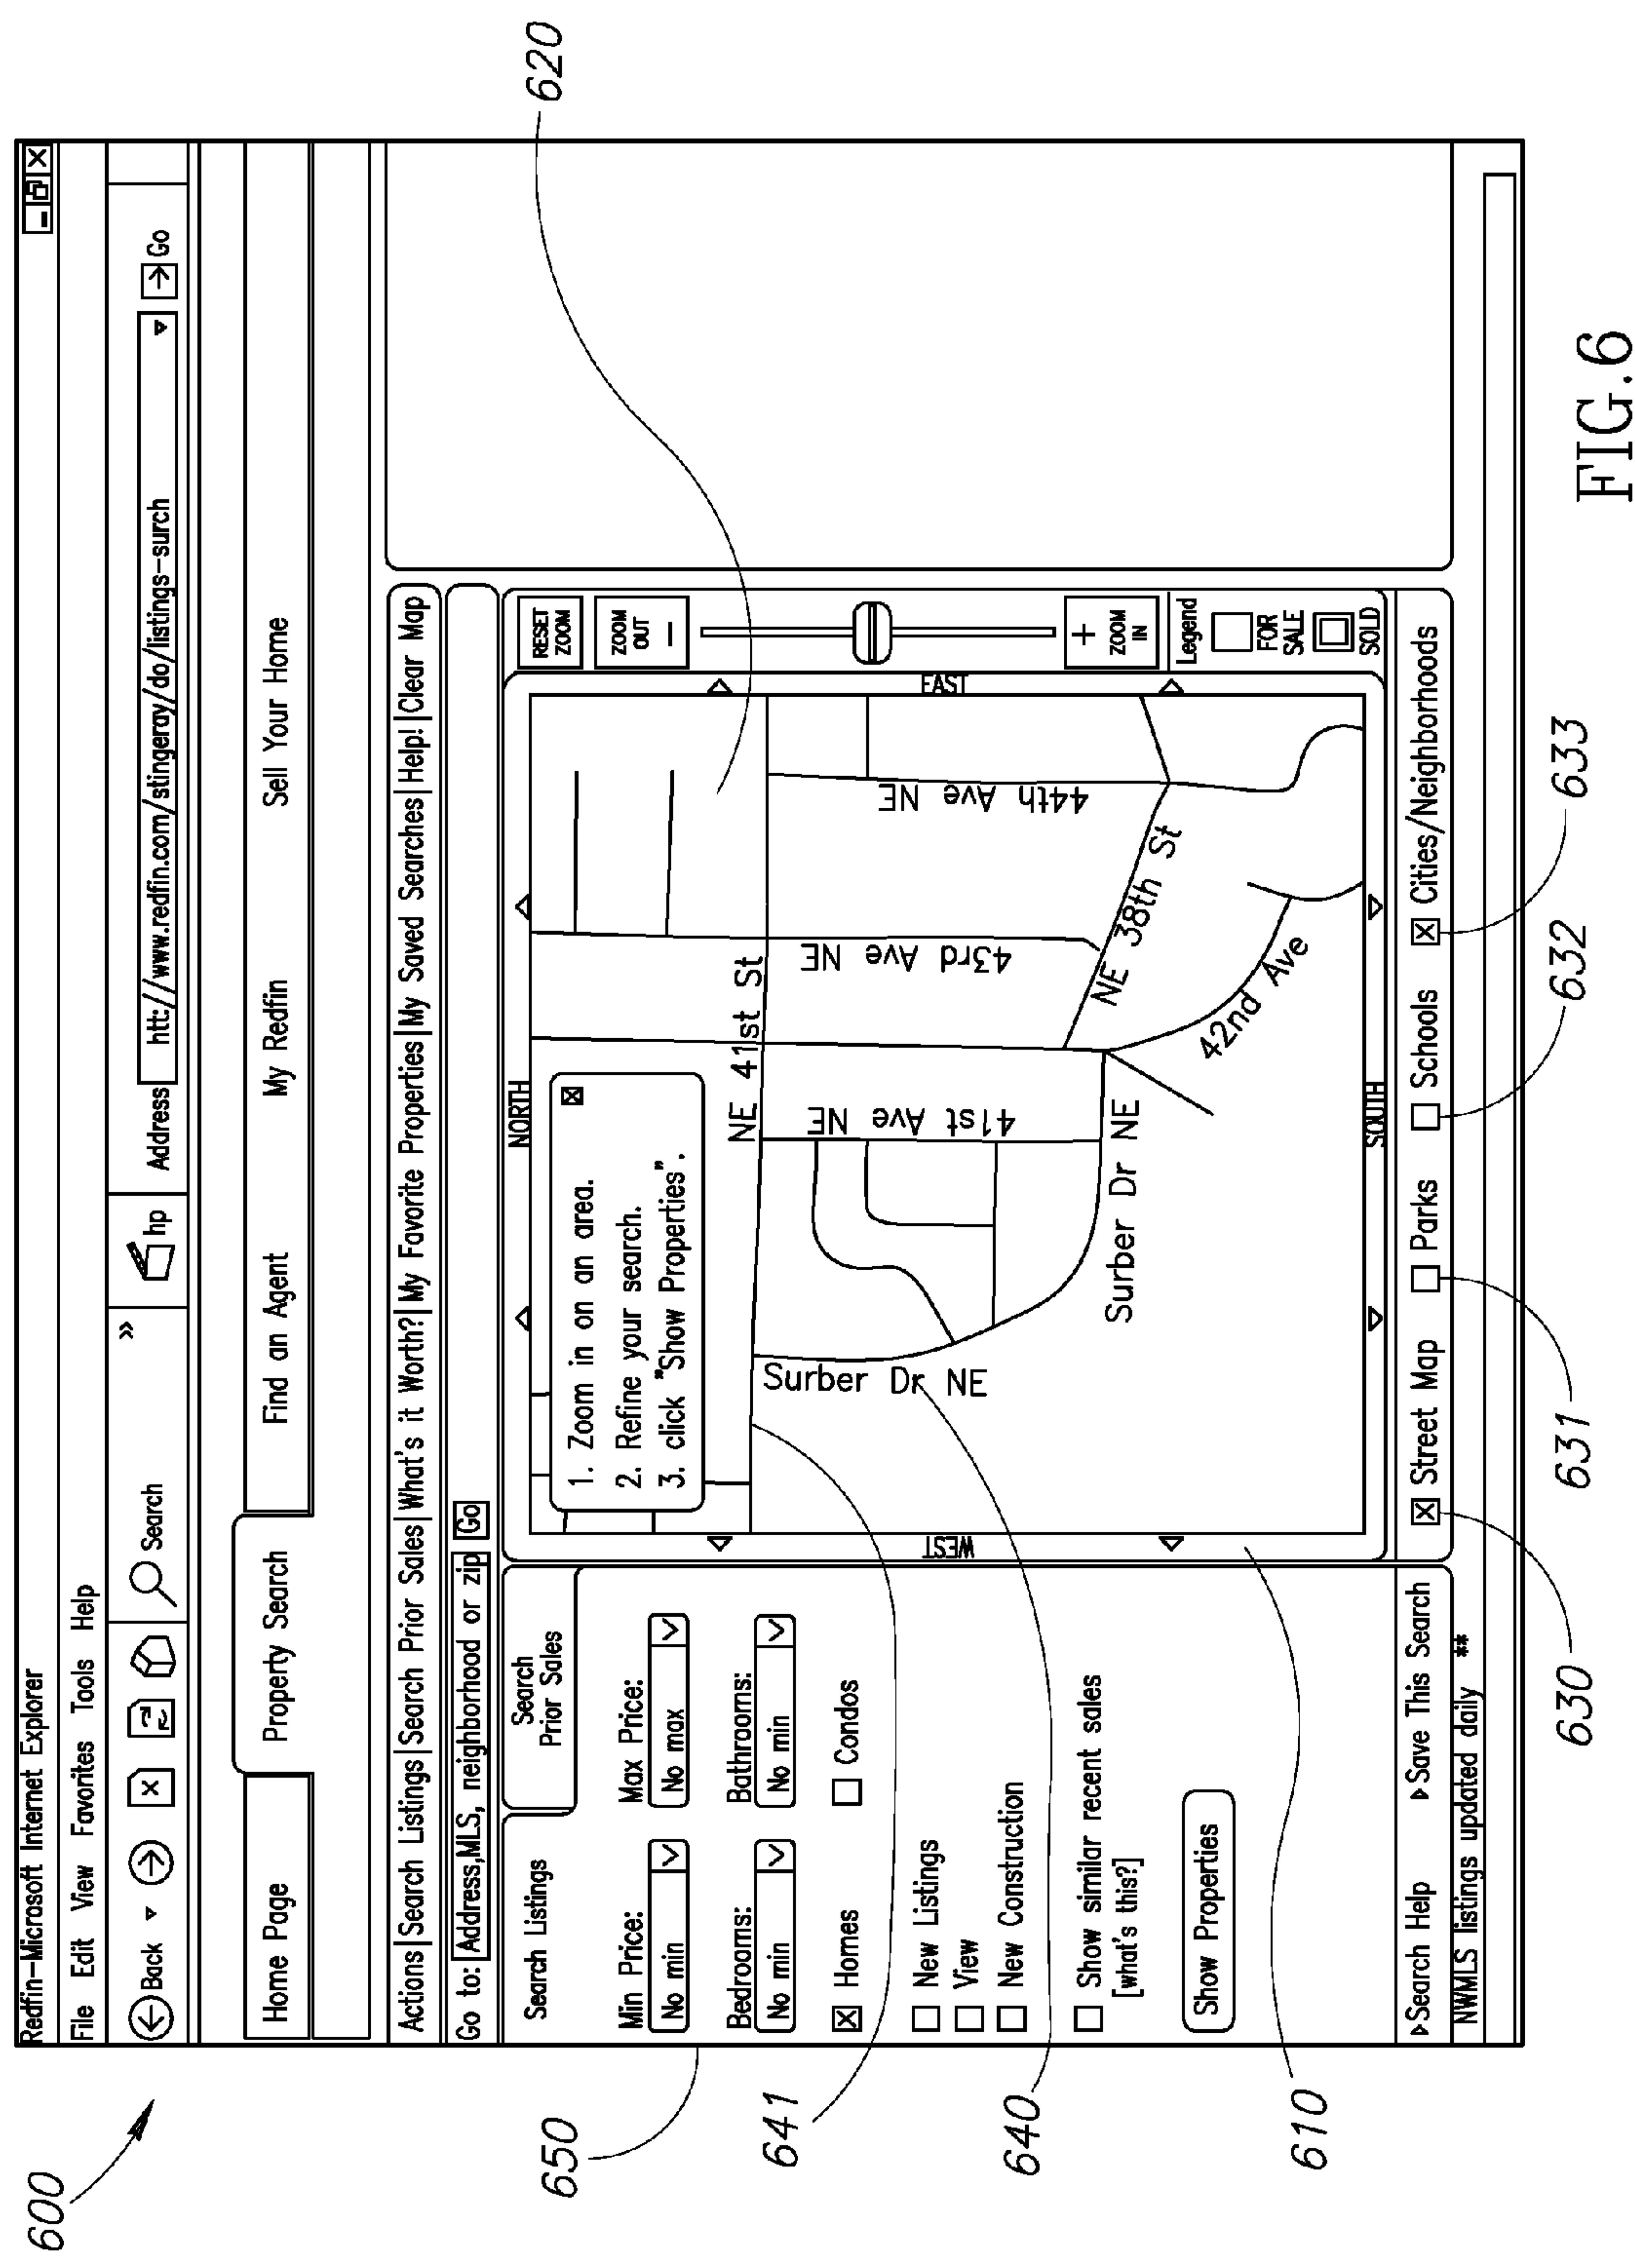 600
Redfin-Microsoft Internet Explorer
File Edit View Favorites Tools Help
Back Search » hp Address htt://www.redfin.com/stingeray/do/listings-surch Go
Home Page Property Search Find an Agent My Redfin Sell Your Home
Actions|Search Listings|Search Prior Sales|What's it Worth?|My Favorite Properties|My Saved Searches|Help!|Clear Map
Go to: Address,MLS, neighborhood or zip Go
620
650
Search Listings
Search
Prior Sales
Min Price: Max Price:
No min No max
Bedrooms: Bathrooms:
No min No min
Homes Condos
New Listings
View
New Construction
Show similar recent sales
[what's this?]
Show Properties
▹Search Help ▹Save This Search
NWMLS listings updated daily **
641
640
610
NORTH
1. Zoom in on an area.
2. Refine your search.
3. click "Show Properties".
NE 41st St
Surber Dr NE
41st Ave NE
43rd Ave NE
44th Ave NE
NE 38th St
Surber Dr NE
42nd Ave
WEST
EAST
SOUTH
RESET
ZOOM
ZOOM
OUT
−
+
ZOOM
IN
Legend
FOR
SALE
SOLD
Street Map Parks Schools Cities/Neighborhoods
630
631
632
633
FIG.6